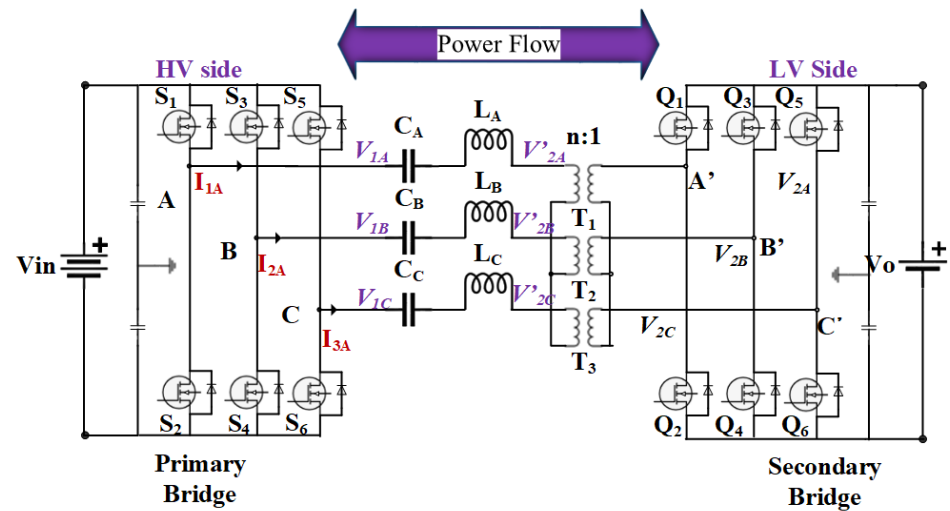 Power Flow
HV side
LV Side
S1 S3 S5
Q1 Q3 Q5
CA LA n:1
V1A V'2A
I1A
A
A’ V2A
CB LB T1
V1B V'2B
B
I2A
V2B B’
Vin +
+ Vo
CC LC T2
V1C V'2C
C
V2C C'
I3A
T3
S2 S4 S6
Q2 Q4 Q6
Primary
Bridge
Secondary
Bridge